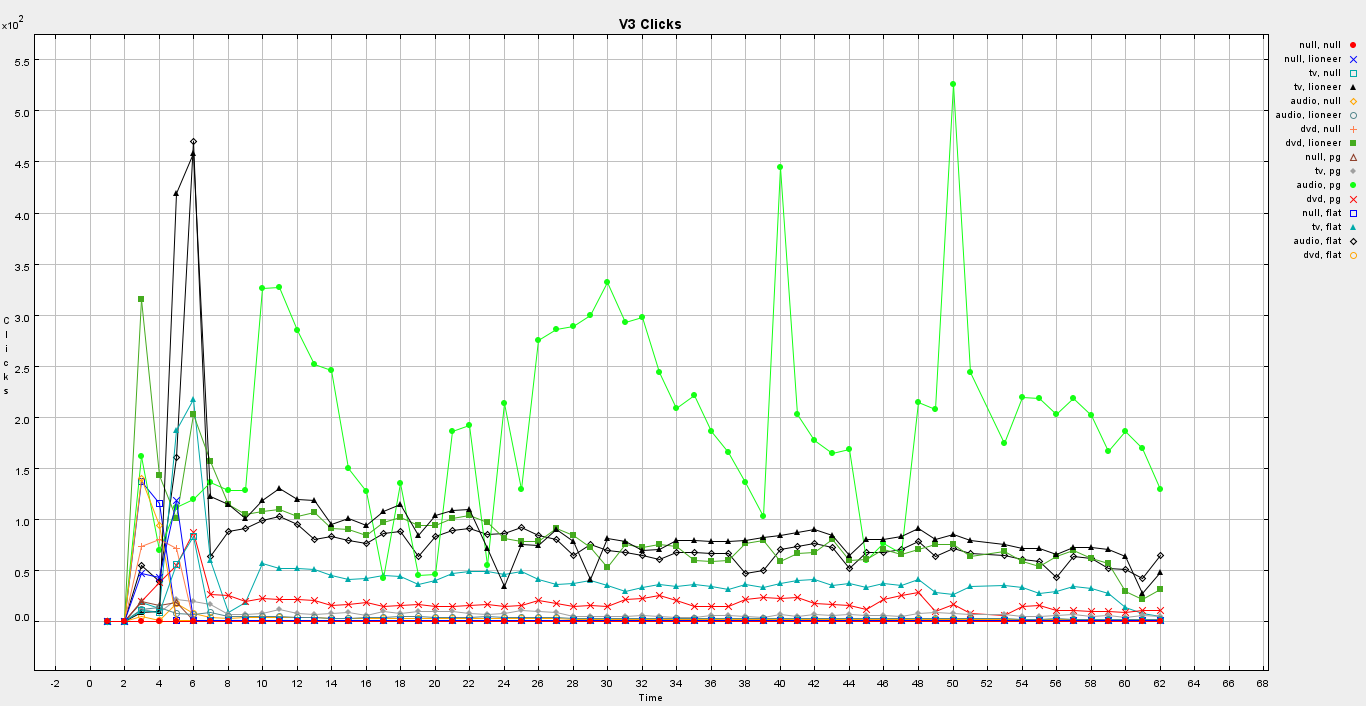 V3 Clicks
x10^2
5.5
5.0
4.5
4.0
3.5
3.0
2.5
2.0
1.5
1.0
0.5
0.0
Clicks
-2 0 2 4 6 8 10 12 14 16 18 20 22 24 26 28 30 32 34 36 38 40 42 44 46 48 50 52 54 56 58 60 62 64 66 68
Time
null, null
null, lioneer
tv, null
tv, lioneer
audio, null
audio, lioneer
dvd, null
dvd, lioneer
null, pg
tv, pg
audio, pg
dvd, pg
null, flat
tv, flat
audio, flat
dvd, flat